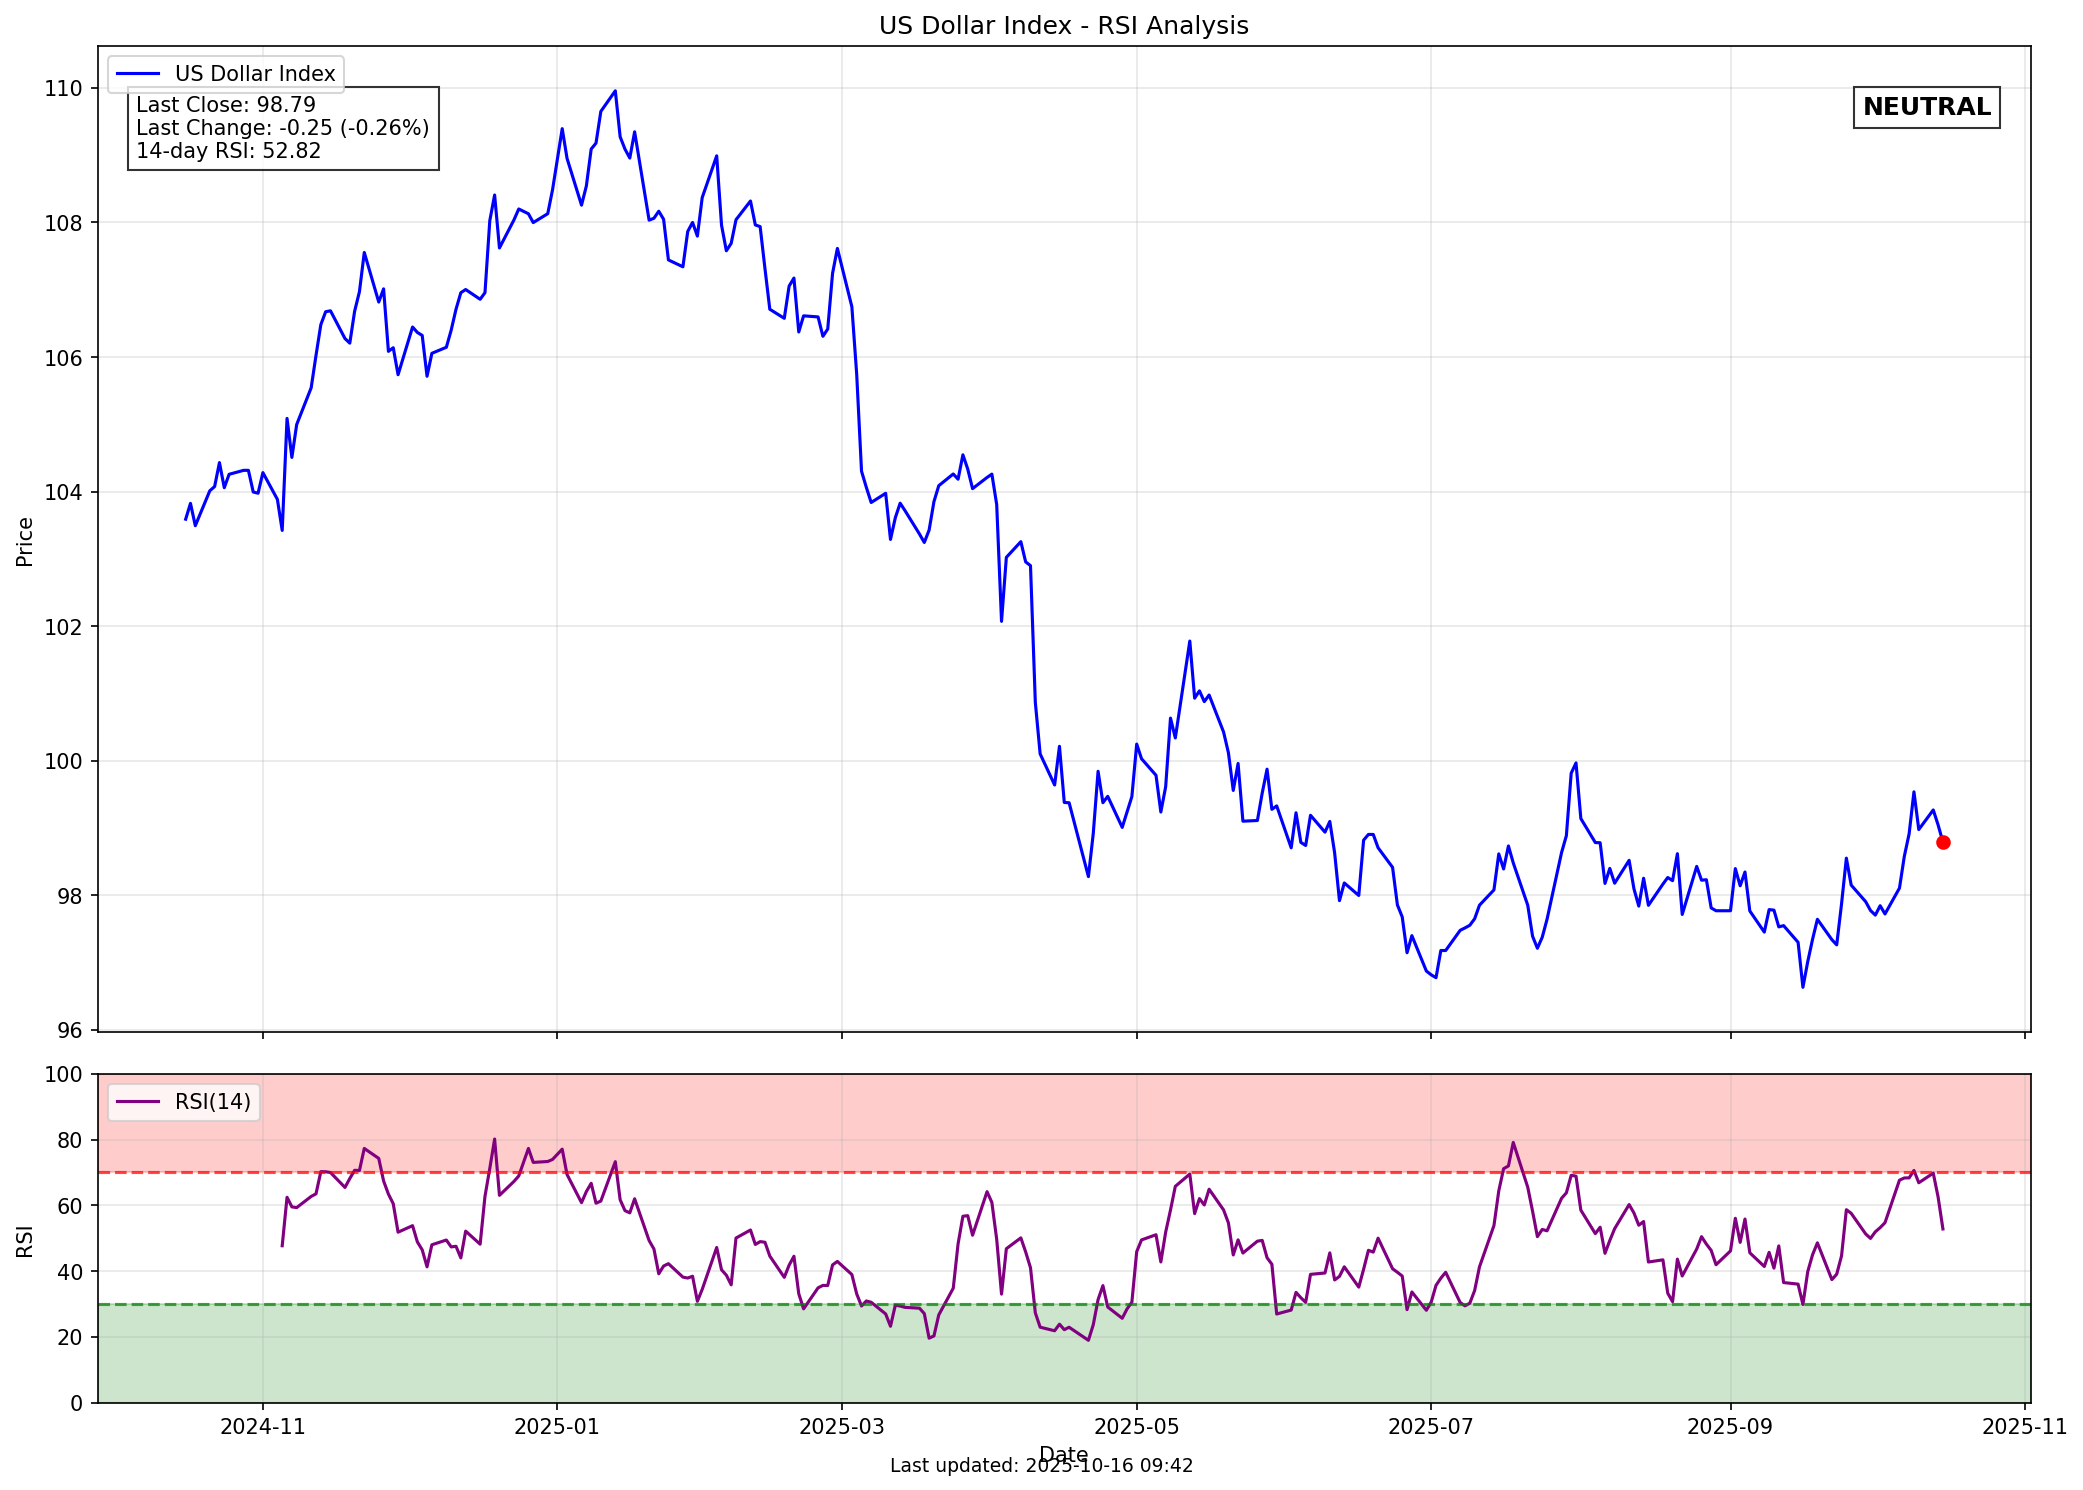 US Dollar Index - RSI Analysis
US Dollar Index
Last Close: 98.79
Last Change: -0.25 (-0.26%)
14-day RSI: 52.82
NEUTRAL
110
108
106
104
102
100
98
96
Price
100
80
60
40
20
0
RSI
RSI(14)
2024-11
2025-01
2025-03
2025-05
2025-07
2025-09
2025-11
Date
Last updated: 2025-10-16 09:42